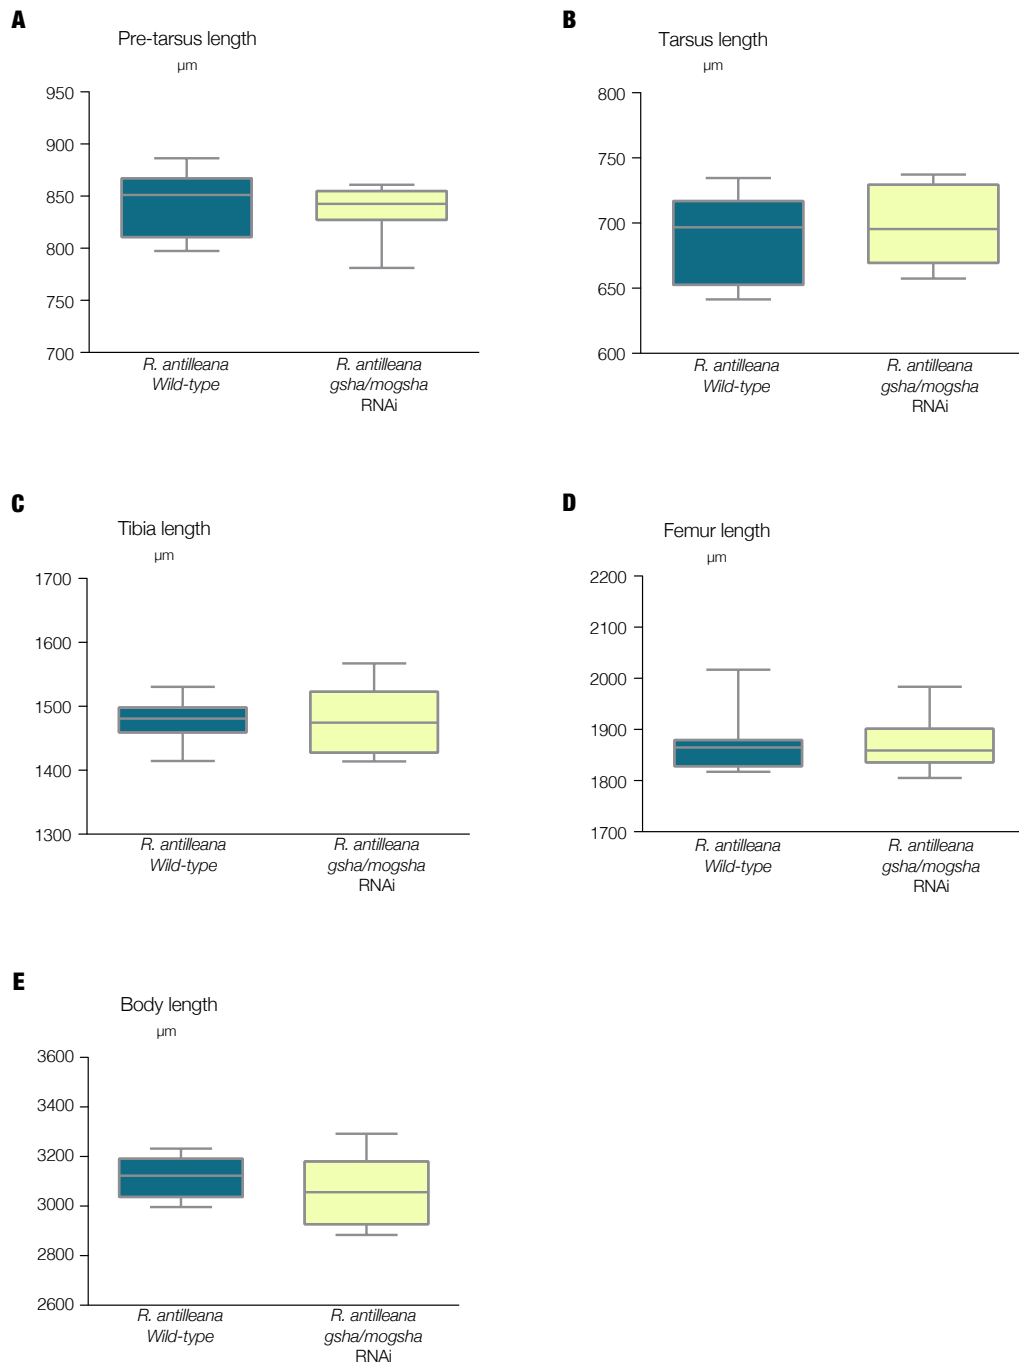 A
Pre-tarsus length
µm
950
900
850
800
750
700
R. antilleana
Wild-type
R. antilleana
gsha/mogsha
RNAi
B
Tarsus length
µm
800
750
700
650
600
R. antilleana
Wild-type
R. antilleana
gsha/mogsha
RNAi
C
Tibia length
µm
1700
1600
1500
1400
1300
R. antilleana
Wild-type
R. antilleana
gsha/mogsha
RNAi
D
Femur length
µm
2200
2100
2000
1900
1800
1700
R. antilleana
Wild-type
R. antilleana
gsha/mogsha
RNAi
E
Body length
µm
3600
3400
3200
3000
2800
2600
R. antilleana
Wild-type
R. antilleana
gsha/mogsha
RNAi